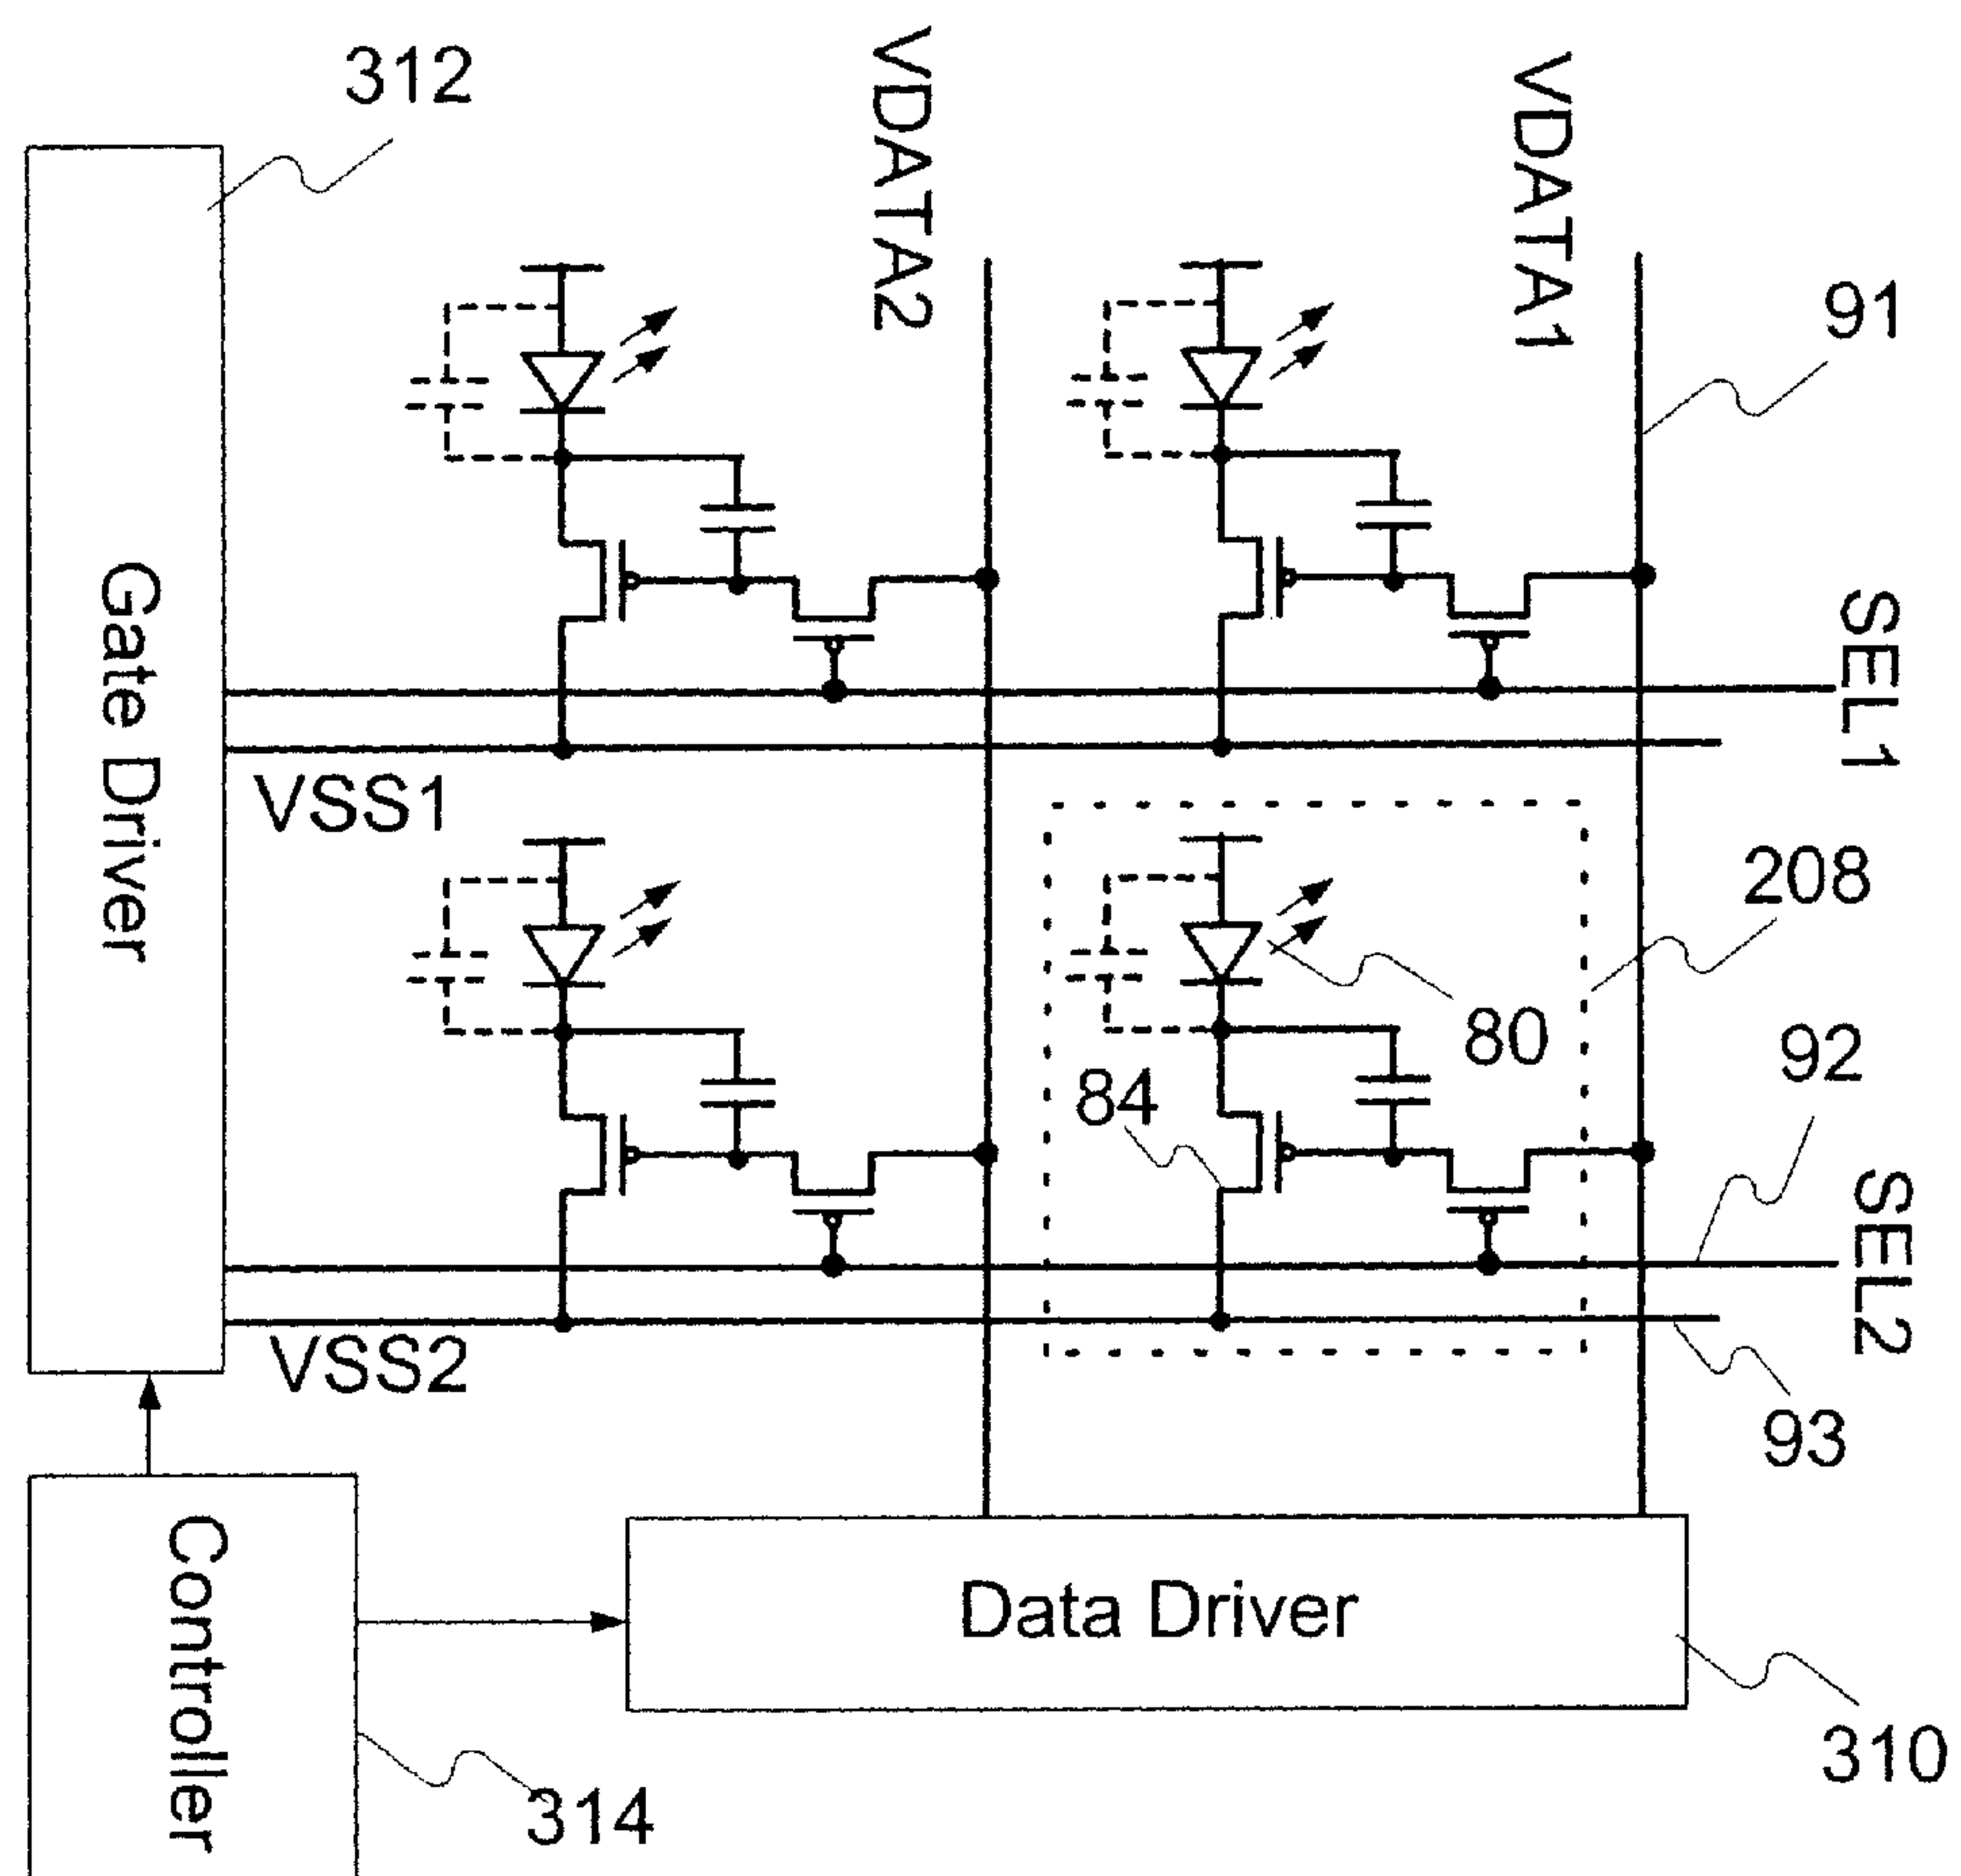 312
VDATA2
VDATA1
91
SEL1
Gate Driver
VSS1
208
80
92
84
SEL2
VSS2
93
Controller
Data Driver
310
314